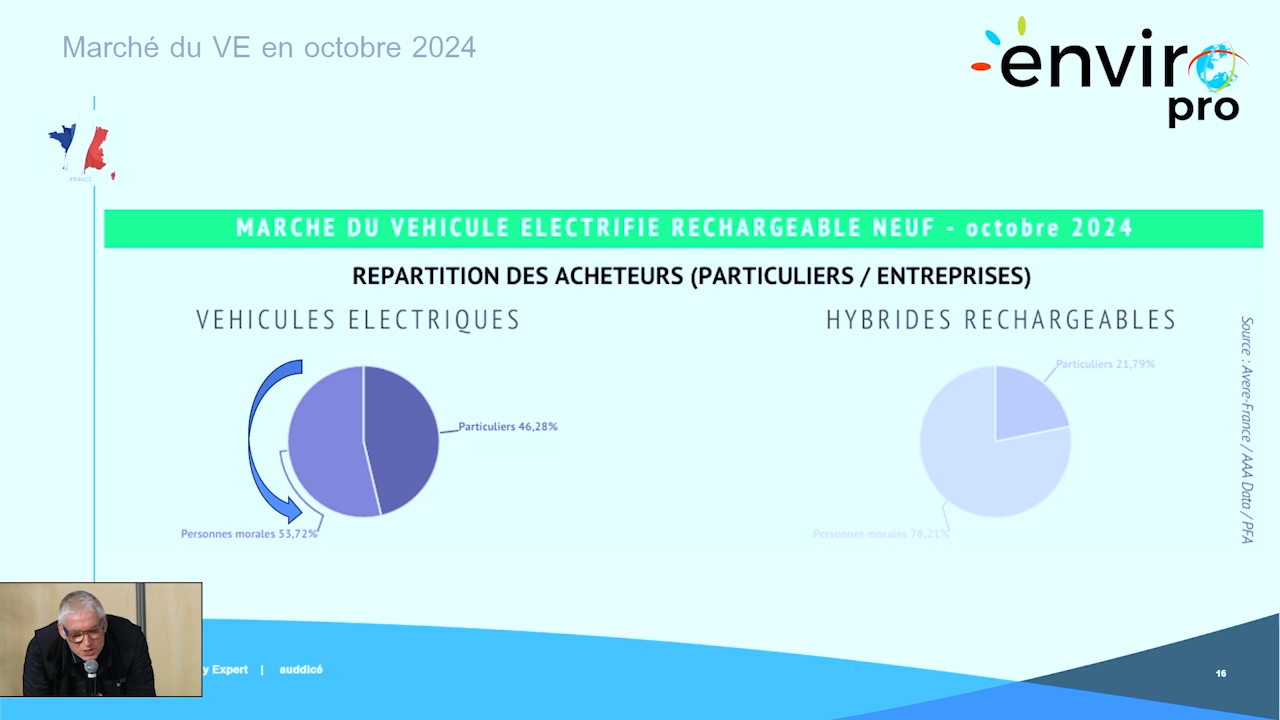 Marché du VE en octobre 2024
enviro
pro
FRANCE
MARCHE DU VEHICULE ELECTRIFIE RECHARGEABLE NEUF - octobre 2024
REPARTITION DES ACHETEURS (PARTICULIERS / ENTREPRISES)
VEHICULES ELECTRIQUES
HYBRIDES RECHARGEABLES
Particuliers 46,28%
Personnes morales 53,72%
Particuliers 21,79%
Personnes morales 78,21%
Source : Avere-France / AAA Data / PFA
y Expert | auddicé
16